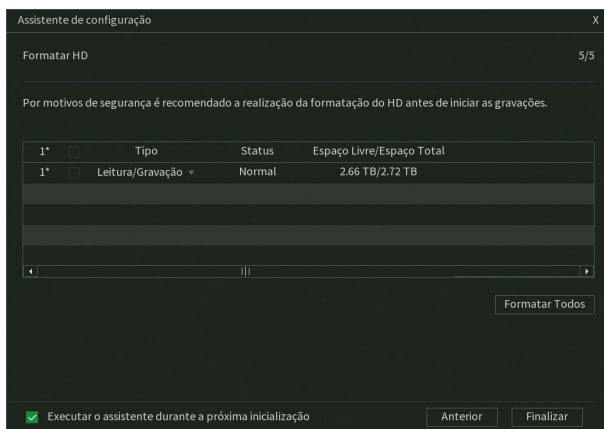 Assistente de configuração X
Formatar HD 5/5
Por motivos de segurança é recomendado a realização da formatação do HD antes de iniciar as gravações.
1* Tipo Status Espaço Livre/Espaço Total
1* Leitura/Gravação Normal 2.66 TB/2.72 TB
Formatar Todos
Executar o assistente durante a próxima inicialização Anterior Finalizar